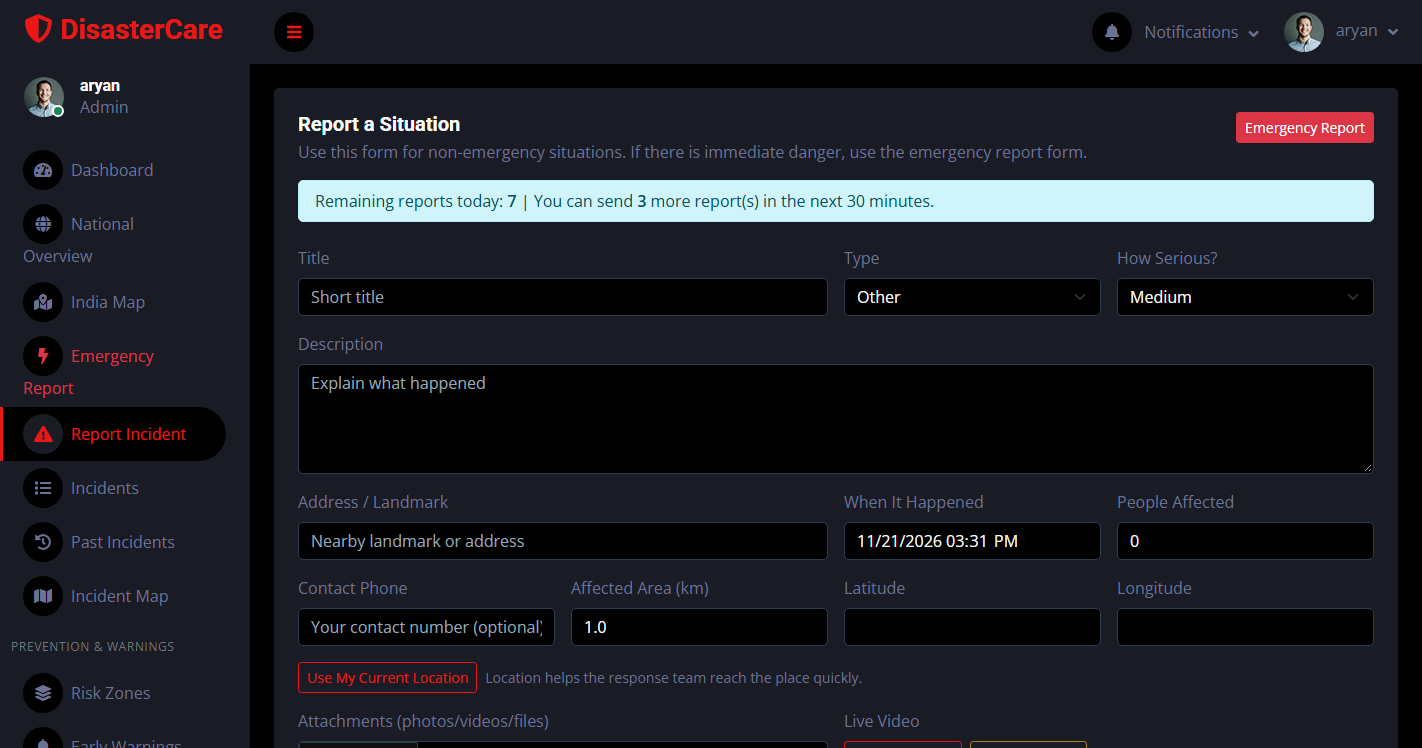 DisasterCare
Notifications
aryan
aryan
Admin
Dashboard
National
Overview
India Map
Emergency
Report
Report Incident
Incidents
Past Incidents
Incident Map
PREVENTION & WARNINGS
Risk Zones
Early Warnings
Report a Situation
Emergency Report
Use this form for non-emergency situations. If there is immediate danger, use the emergency report form.
Remaining reports today: 7 | You can send 3 more report(s) in the next 30 minutes.
Title
Type
How Serious?
Short title
Other
Medium
Description
Explain what happened
Address / Landmark
When It Happened
People Affected
Nearby landmark or address
11/21/2026 03:31 PM
0
Contact Phone
Affected Area (km)
Latitude
Longitude
Your contact number (optional)
1.0
Use My Current Location
Location helps the response team reach the place quickly.
Attachments (photos/videos/files)
Live Video